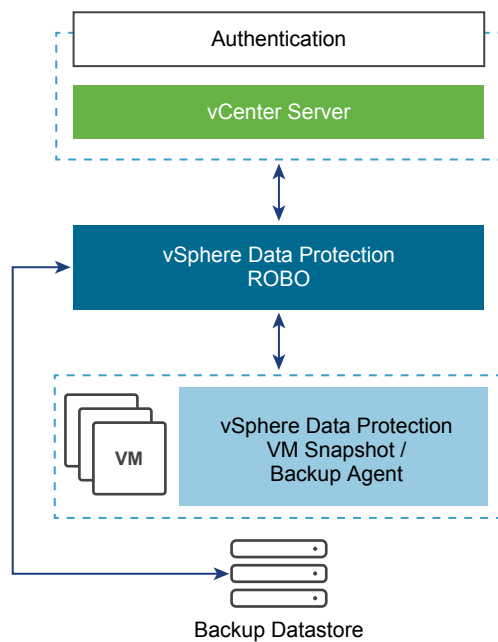 Authentication
vCenter Server
vSphere Data Protection
ROBO
VM
vSphere Data Protection
VM Snapshot /
Backup Agent
Backup Datastore